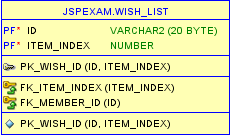 JSPEXAM.WISH_LIST
PF* ID VARCHAR2 (20 BYTE)
PF* ITEM_INDEX NUMBER
PK_WISH_ID (ID, ITEM_INDEX)
FK_ITEM_INDEX (ITEM_INDEX)
FK_MEMBER_ID (ID)
PK_WISH_ID (ID, ITEM_INDEX)